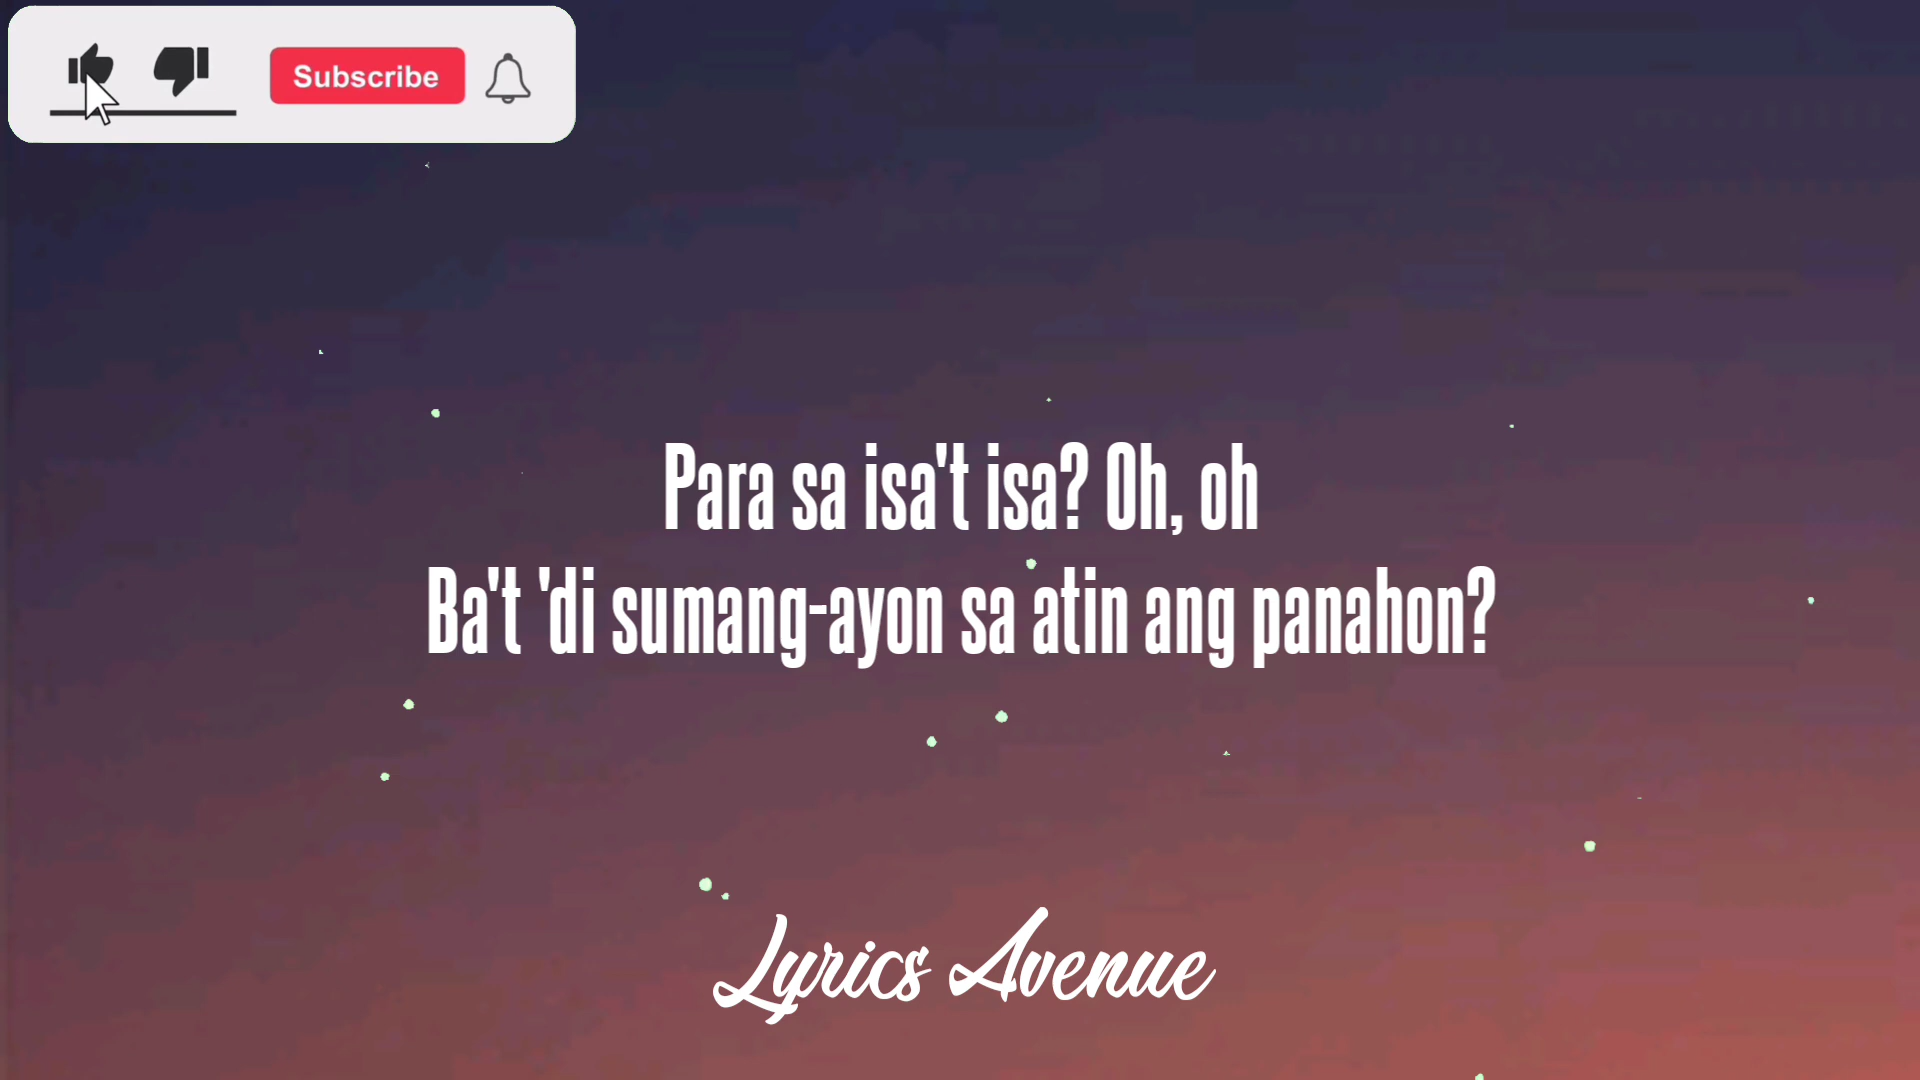 Subscribe
Para sa isa't isa? Oh, oh
Ba't 'di sumang-ayon sa atin ang panahon?
Lyrics Avenue